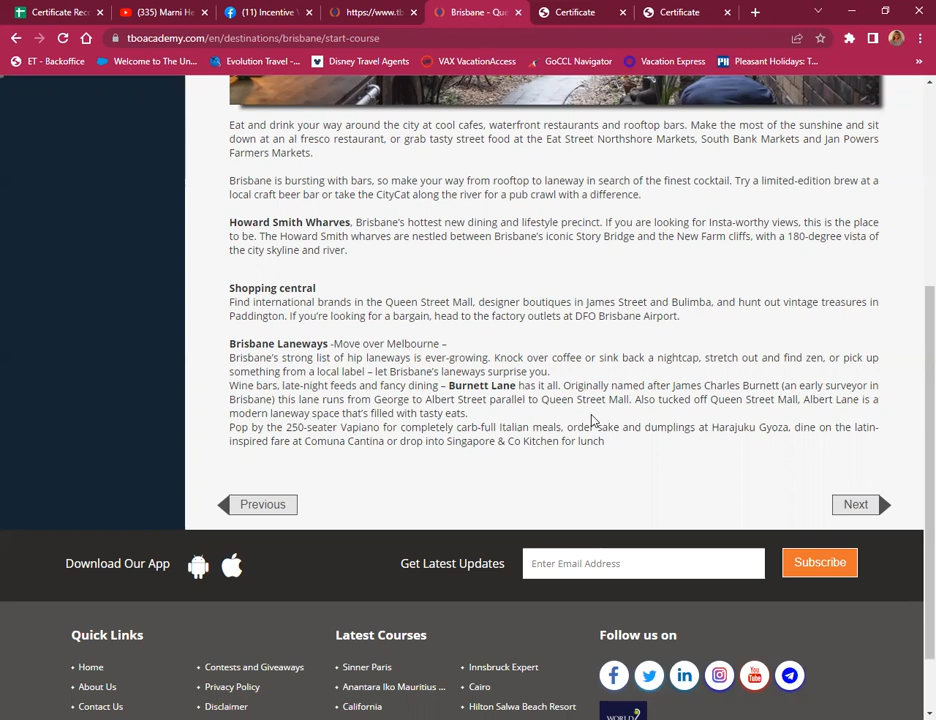 Certificate Rec
(335) Marni He
(11) Incentive
https://www.tb
Brisbane - Que
Certificate
Certificate
tboacademy.com/en/destinations/brisbane/start-course
ET - Backoffice
Welcome to The Un...
Evolution Travel -...
Disney Travel Agents
VAX VacationAccess
GoCCL Navigator
Vacation Express
Pleasant Holidays: T...
Eat and drink your way around the city at cool cafes, waterfront restaurants and rooftop bars. Make the most of the sunshine and sit
down at an al fresco restaurant, or grab tasty street food at the Eat Street Northshore Markets, South Bank Markets and Jan Powers
Farmers Markets.
Brisbane is bursting with bars, so make your way from rooftop to laneway in search of the finest cocktail. Try a limited-edition brew at a
local craft beer bar or take the CityCat along the river for a pub crawl with a difference.
Howard Smith Wharves, Brisbane's hottest new dining and lifestyle precinct. If you are looking for Insta-worthy views, this is the place
to be. The Howard Smith wharves are nestled between Brisbane's iconic Story Bridge and the New Farm cliffs, with a 180-degree vista of
the city skyline and river.
Shopping central
Find international brands in the Queen Street Mall, designer boutiques in James Street and Bulimba, and hunt out vintage treasures in
Paddington. If you're looking for a bargain, head to the factory outlets at DFO Brisbane Airport.
Brisbane Laneways -Move over Melbourne –
Brisbane's strong list of hip laneways is ever-growing. Knock over coffee or sink back a nightcap, stretch out and find zen, or pick up
something from a local label – let Brisbane's laneways surprise you.
Wine bars, late-night feeds and fancy dining – Burnett Lane has it all. Originally named after James Charles Burnett (an early surveyor in
Brisbane) this lane runs from George to Albert Street parallel to Queen Street Mall. Also tucked off Queen Street Mall, Albert Lane is a
modern laneway space that's filled with tasty eats.
Pop by the 250-seater Vapiano for completely carb-full Italian meals, order sake and dumplings at Harajuku Gyoza, dine on the latin-
inspired fare at Comuna Cantina or drop into Singapore & Co Kitchen for lunch
Previous
Next
Download Our App
Get Latest Updates
Enter Email Address
Subscribe
Quick Links
Latest Courses
Follow us on
Home
Contests and Giveaways
Sinner Paris
Innsbruck Expert
About Us
Privacy Policy
Anantara Iko Mauritius ...
Cairo
Contact Us
Disclaimer
California
Hilton Salwa Beach Resort
WORLD